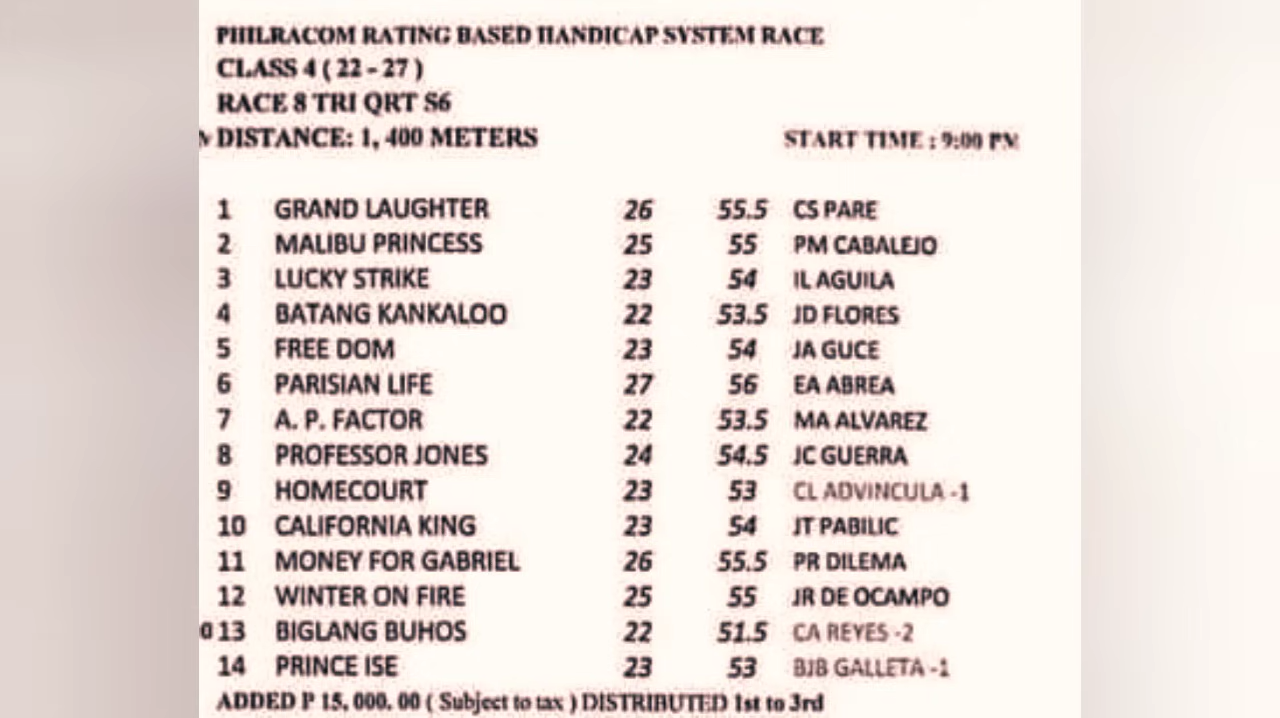 PHILRACOM RATING BASED HANDICAP SYSTEM RACE
CLASS 4 ( 22 - 27 )
RACE 8 TRI QRT S6
DISTANCE: 1, 400 METERS START TIME : 9:00 PM
1 GRAND LAUGHTER 26 55.5 CS PARE
2 MALIBU PRINCESS 25 55 PM CABALEJO
3 LUCKY STRIKE 23 54 IL AGUILA
4 BATANG KANKALOO 22 53.5 JD FLORES
5 FREE DOM 23 54 JA GUCE
6 PARISIAN LIFE 27 56 EA ABREA
7 A. P. FACTOR 22 53.5 MA ALVAREZ
8 PROFESSOR JONES 24 54.5 JC GUERRA
9 HOMECOURT 23 53 CL ADVINCULA -1
10 CALIFORNIA KING 23 54 JT PABILIC
11 MONEY FOR GABRIEL 26 55.5 PR DILEMA
12 WINTER ON FIRE 25 55 JR DE OCAMPO
13 BIGLANG BUHOS 22 51.5 CA REYES -2
14 PRINCE ISE 23 53 BJB GALLETA -1
ADDED P 15, 000. 00 ( Subject to tax ) DISTRIBUTED 1st to 3rd